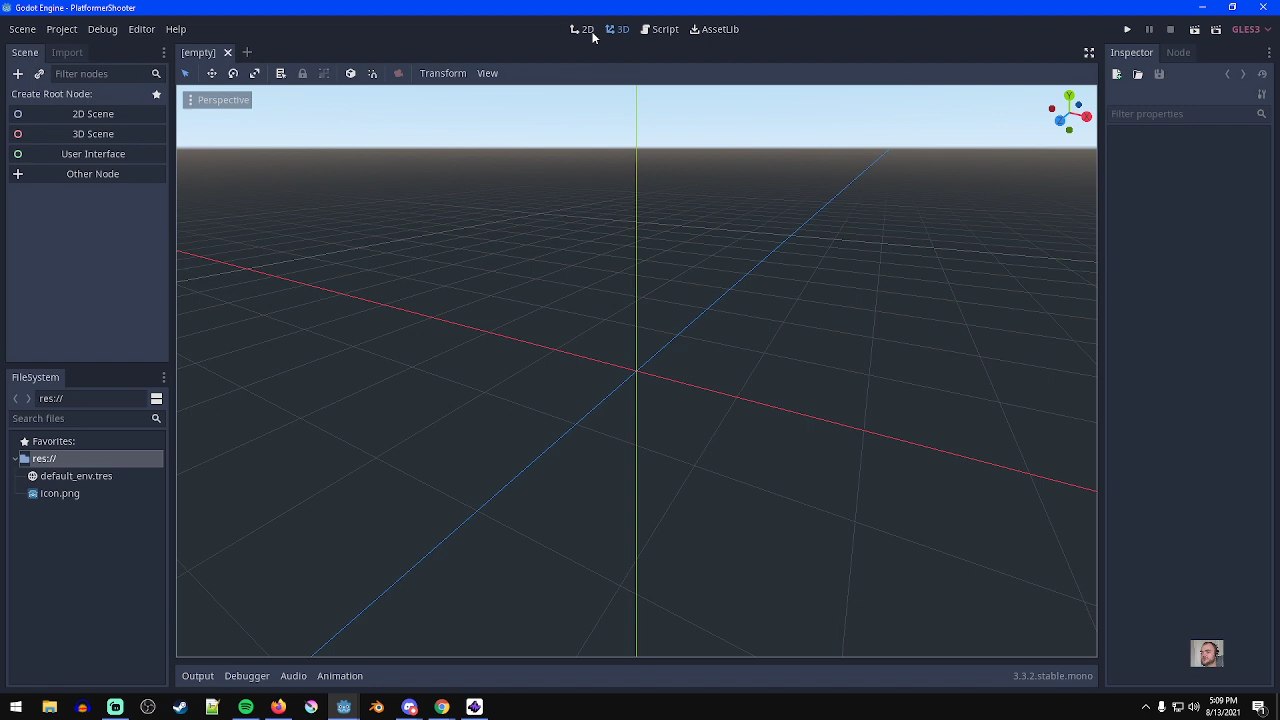 Godot Engine - PlatformerShooter
Scene Project Debug Editor Help
2D 3D Script AssetLib
GLES3
Scene Import
[empty]
Inspector Node
Filter nodes
Transform View
Create Root Node:
Perspective
Y
X
Z
2D Scene
3D Scene
User Interface
Other Node
Filter properties
FileSystem
res://
Search files
Favorites:
res://
default_env.tres
icon.png
Output Debugger Audio Animation
3.3.2.stable.mono
5:09 PM
8/13/2021